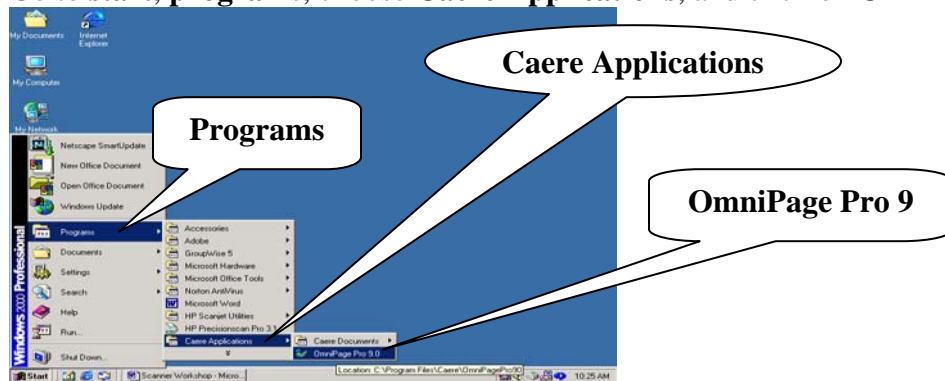 My Documents
Internet
Explorer
My Computer
My Network
Caere Applications
Programs
OmniPage Pro 9
Windows 2000 Professional
Netscape SmartUpdate
New Office Document
Open Office Document
Windows Update
Programs
Documents
Settings
Search
Help
Run...
Shut Down...
Accessories
Adobe
GroupWise 5
Microsoft Hardware
Microsoft Office Tools
Norton AntiVirus
Microsoft Word
HP Scanjet Utilities
HP Precisionscan Pro 3.1
Caere Applications
Caere Documents
OmniPage Pro 9.0
Location: C:\Program Files\Caere\OmniPagePro90
Start
Scanner Workshop - Micro...
10:25 AM